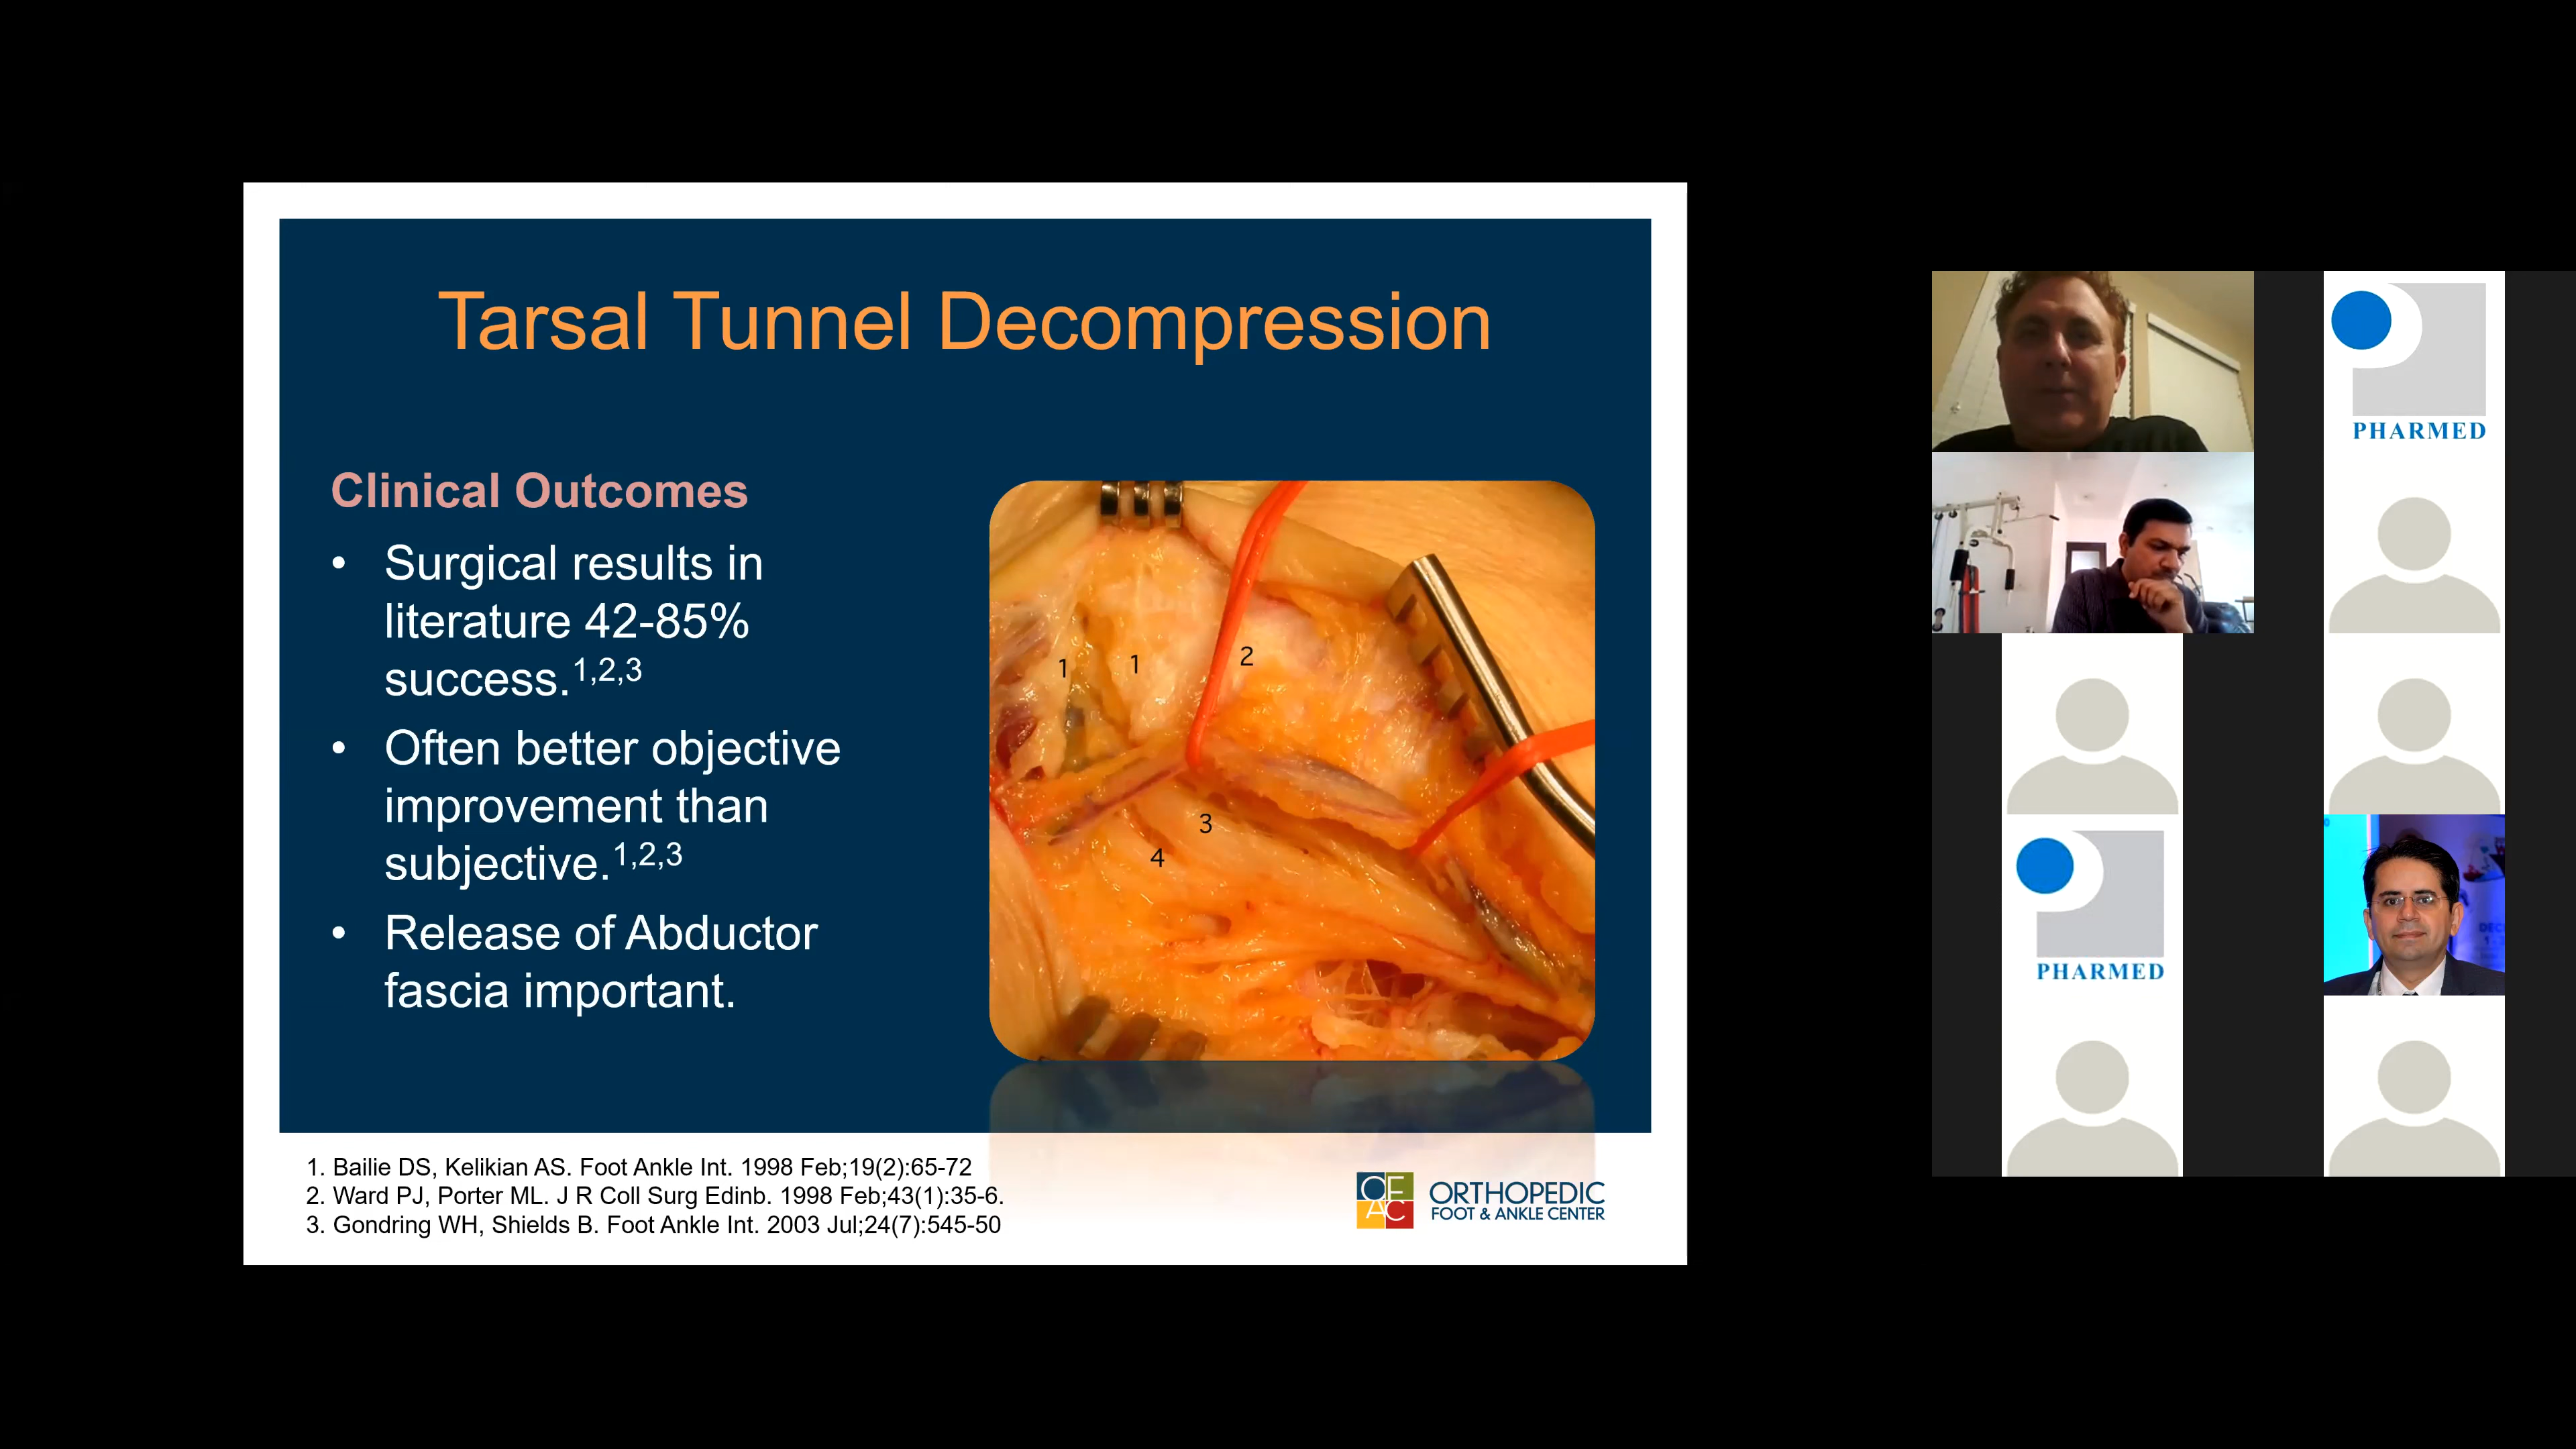 Tarsal Tunnel Decompression
Clinical Outcomes
• Surgical results in
literature 42-85%
success.1,2,3
• Often better objective
improvement than
subjective.1,2,3
• Release of Abductor
fascia important.
1
1
2
3
4
1. Bailie DS, Kelikian AS. Foot Ankle Int. 1998 Feb;19(2):65-72
2. Ward PJ, Porter ML. J R Coll Surg Edinb. 1998 Feb;43(1):35-6.
3. Gondring WH, Shields B. Foot Ankle Int. 2003 Jul;24(7):545-50
OF
AC
ORTHOPEDIC
FOOT & ANKLE CENTER
PHARMED
PHARMED